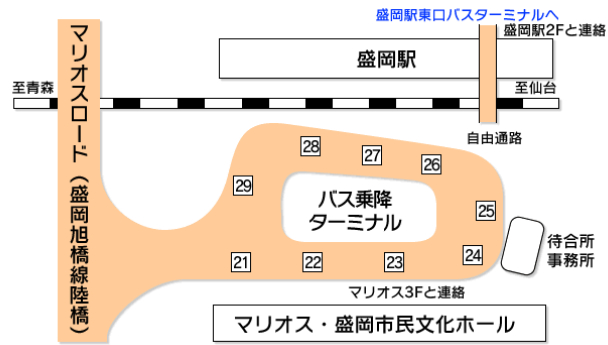 盛岡駅東口バスターミナルへ
盛岡駅2Fと連絡
盛岡駅
至青森
至仙台
自由通路
マリオスロード（盛岡旭橋線陸橋）
28
27
26
29
25
バス乗降
ターミナル
待合所
事務所
21
22
23
24
マリオス3Fと連絡
マリオス・盛岡市民文化ホール